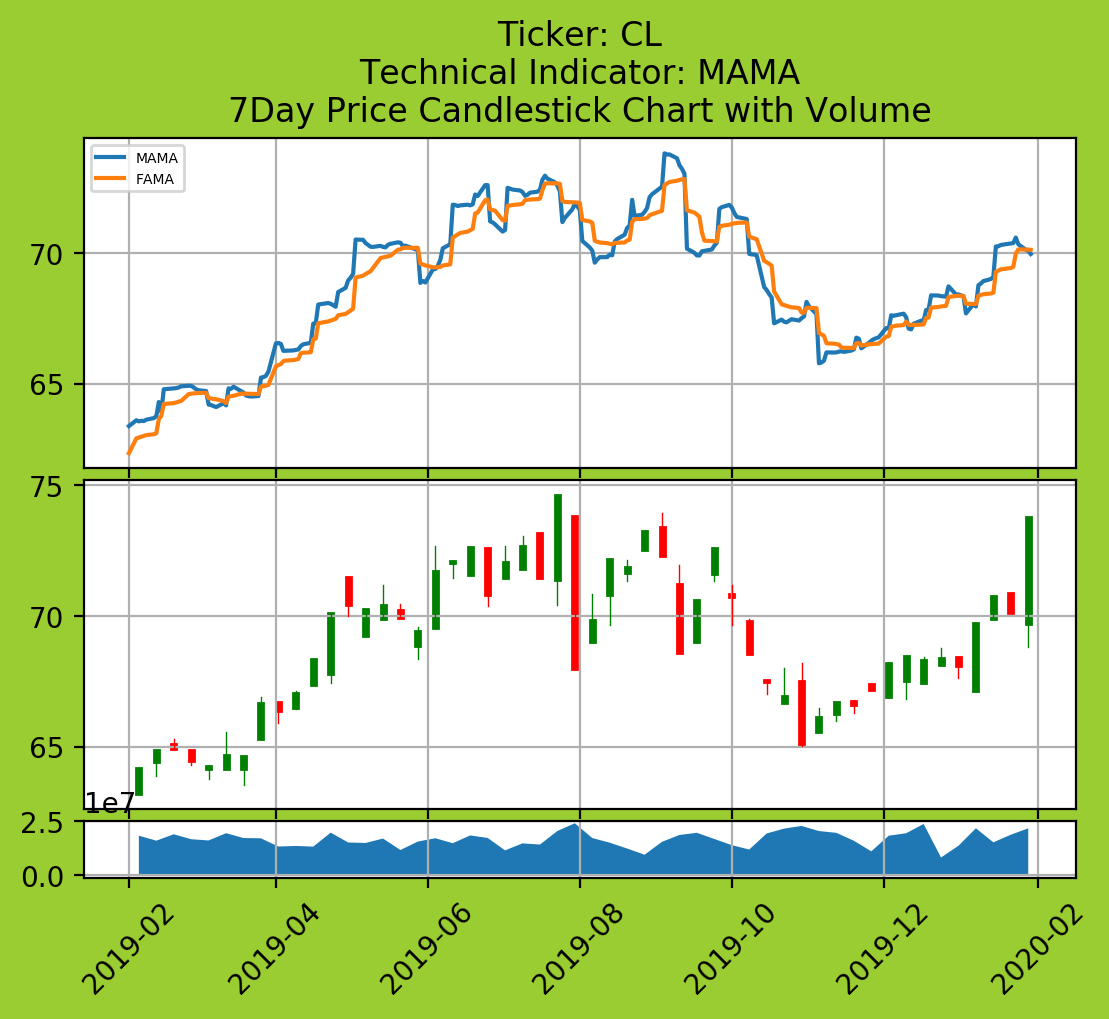 Ticker: CL
Technical Indicator: MAMA
7Day Price Candlestick Chart with Volume
MAMA
FAMA
70
65
75
70
65
1e7
2.5
0.0
2019-02
2019-04
2019-06
2019-08
2019-10
2019-12
2020-02